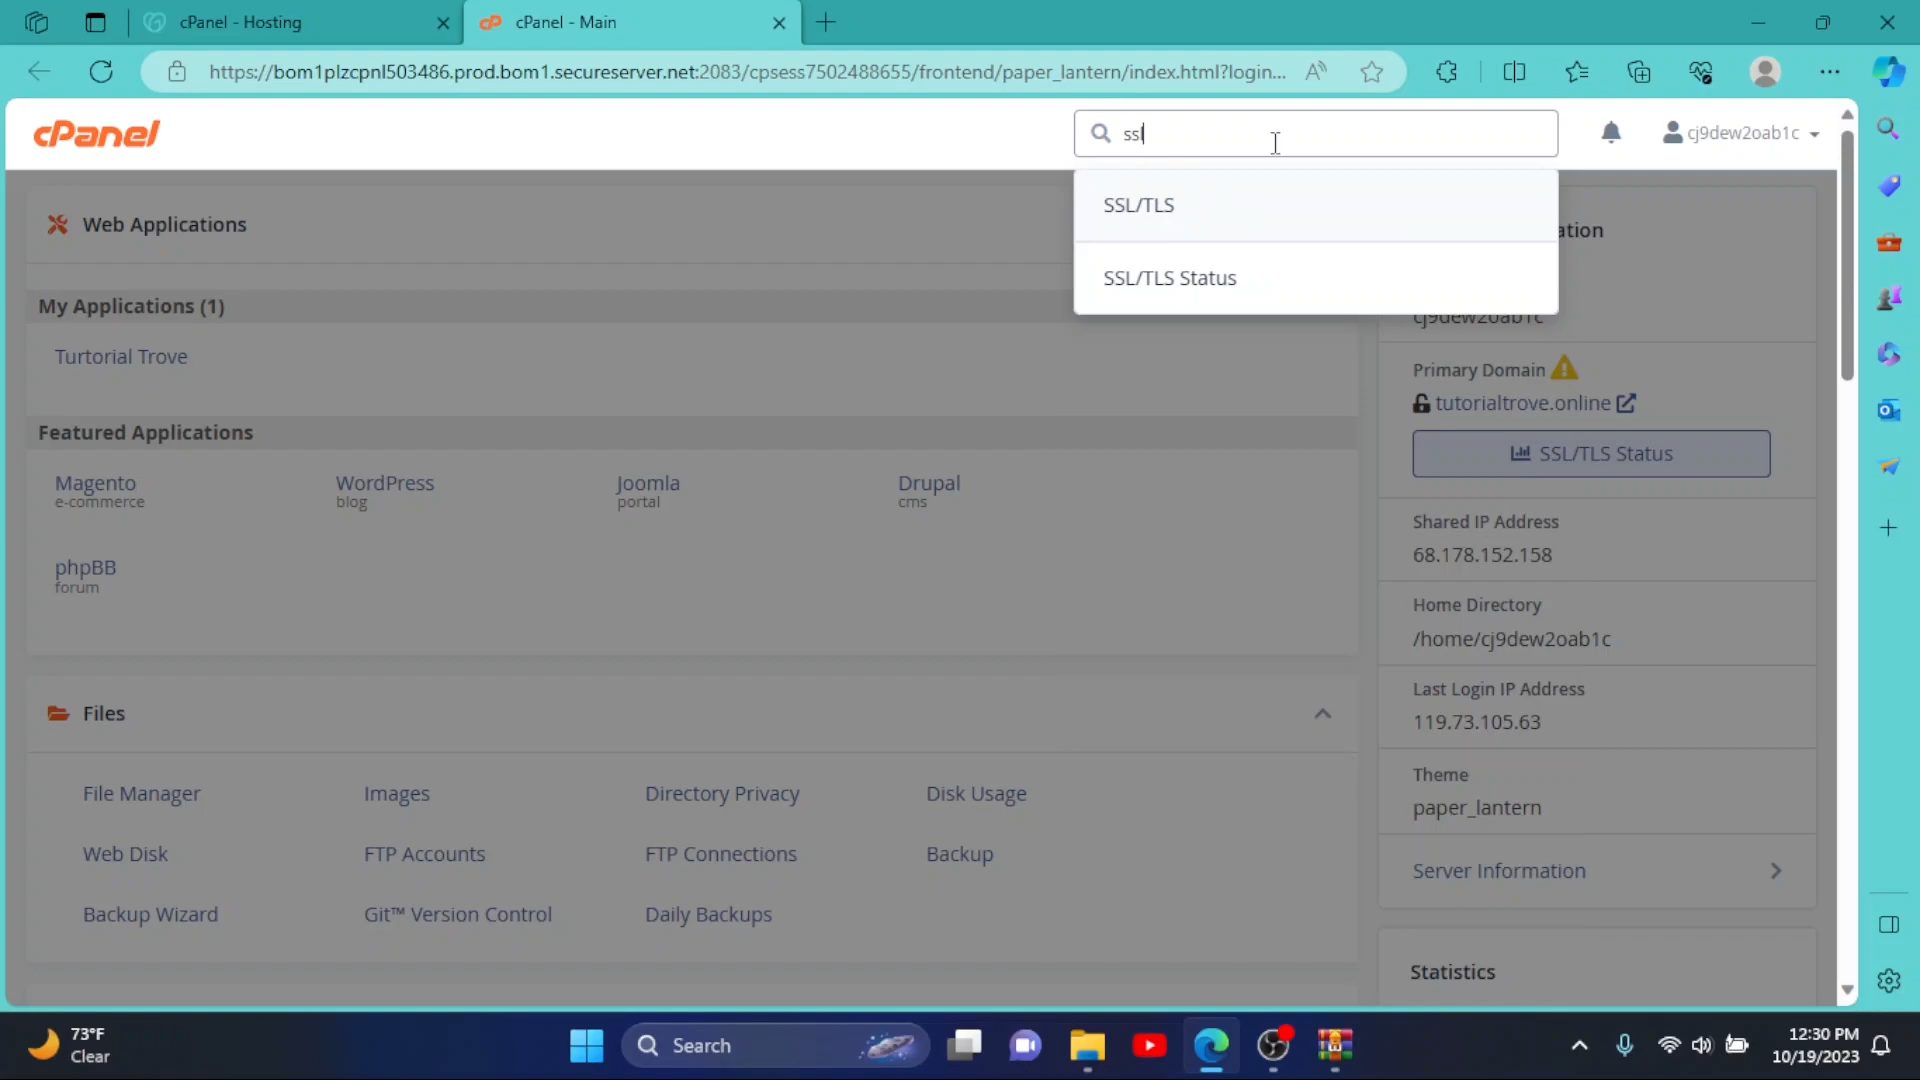 cPanel - Hosting
cPanel - Main
https://bom1plzcpnl503486.prod.bom1.secureserver.net:2083/cpsess7502488655/frontend/paper_lantern/index.html?login...
cPanel
ssl
cj9dew2oab1c
SSL/TLS
SSL/TLS Status
Web Applications
My Applications (1)
Turtorial Trove
Featured Applications
Magento
e-commerce
WordPress
blog
Joomla
portal
Drupal
cms
phpBB
forum
Files
File Manager
Images
Directory Privacy
Disk Usage
Web Disk
FTP Accounts
FTP Connections
Backup
Backup Wizard
Git™ Version Control
Daily Backups
ation
cj9dew2oab1c
Primary Domain
tutorialtrove.online
SSL/TLS Status
Shared IP Address
68.178.152.158
Home Directory
/home/cj9dew2oab1c
Last Login IP Address
119.73.105.63
Theme
paper_lantern
Server Information
Statistics
73°F
Clear
Search
12:30 PM
10/19/2023